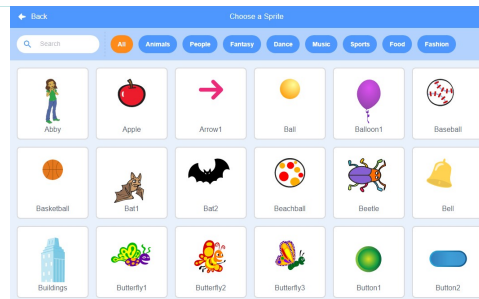 Back Choose a Sprite
Search All Animals People Fantasy Dance Music Sports Food Fashion
Abby Apple Arrow1 Ball Balloon1 Baseball
Basketball Bat1 Bat2 Beachball Beetle Bell
Buildings Butterfly1 Butterfly2 Butterfly3 Button1 Button2